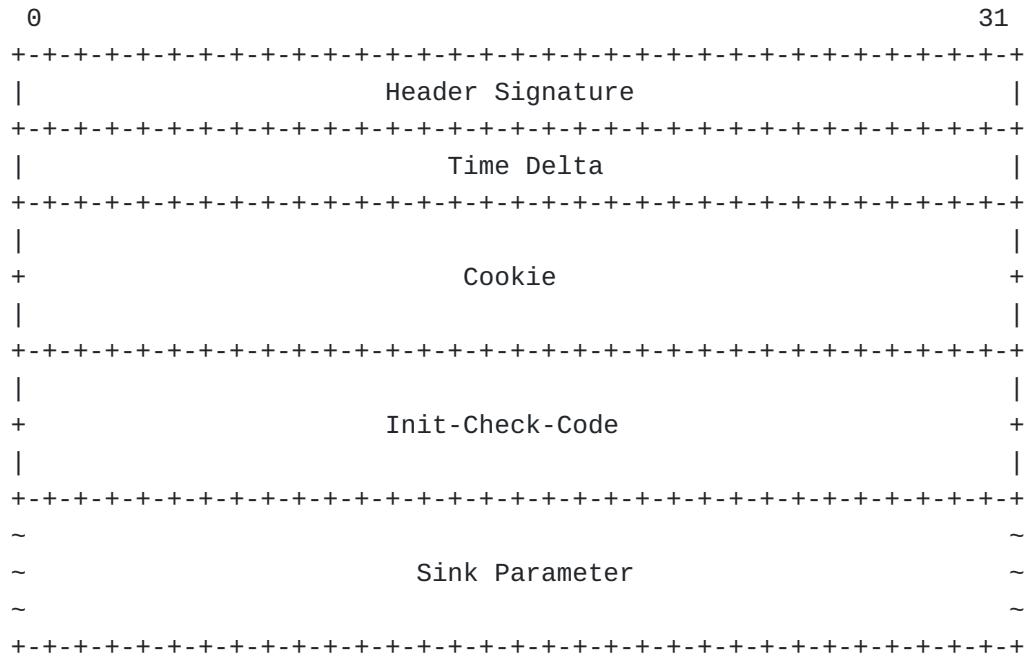 0                                                            31
+-+-+-+-+-+-+-+-+-+-+-+-+-+-+-+-+-+-+-+-+-+-+-+-+-+-+-+-+-+-+-+-+
|                       Header Signature                        |
+-+-+-+-+-+-+-+-+-+-+-+-+-+-+-+-+-+-+-+-+-+-+-+-+-+-+-+-+-+-+-+-+
|                           Time Delta                          |
+-+-+-+-+-+-+-+-+-+-+-+-+-+-+-+-+-+-+-+-+-+-+-+-+-+-+-+-+-+-+-+-+
|                                                               |
+                            Cookie                             +
|                                                               |
+-+-+-+-+-+-+-+-+-+-+-+-+-+-+-+-+-+-+-+-+-+-+-+-+-+-+-+-+-+-+-+-+
|                                                               |
+                       Init-Check-Code                         +
|                                                               |
+-+-+-+-+-+-+-+-+-+-+-+-+-+-+-+-+-+-+-+-+-+-+-+-+-+-+-+-+-+-+-+-+
~                                                               ~
~                         Sink Parameter                        ~
~                                                               ~
+-+-+-+-+-+-+-+-+-+-+-+-+-+-+-+-+-+-+-+-+-+-+-+-+-+-+-+-+-+-+-+-+